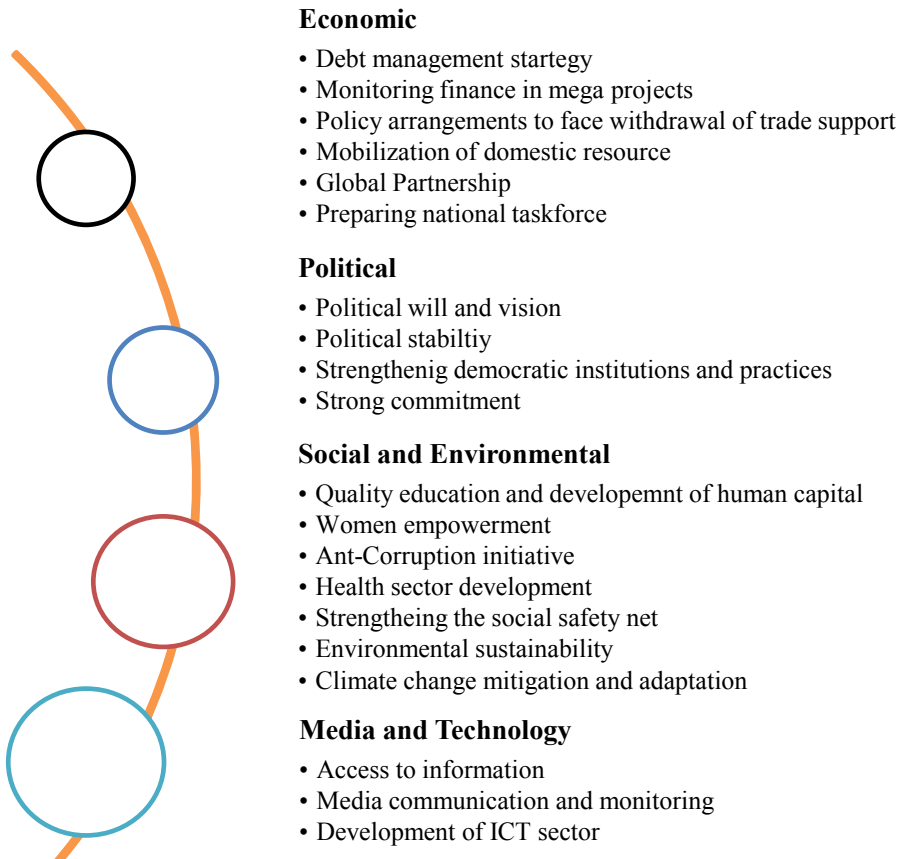 Economic
• Debt management startegy
• Monitoring finance in mega projects
• Policy arrangements to face withdrawal of trade support
• Mobilization of domestic resource
• Global Partnership
• Preparing national taskforce
Political
• Political will and vision
• Political stabiltiy
• Strengthenig democratic institutions and practices
• Strong commitment
Social and Environmental
• Quality education and developemnt of human capital
• Women empowerment
• Ant-Corruption initiative
• Health sector development
• Strengtheing the social safety net
• Environmental sustainability
• Climate change mitigation and adaptation
Media and Technology
• Access to information
• Media communication and monitoring
• Development of ICT sector